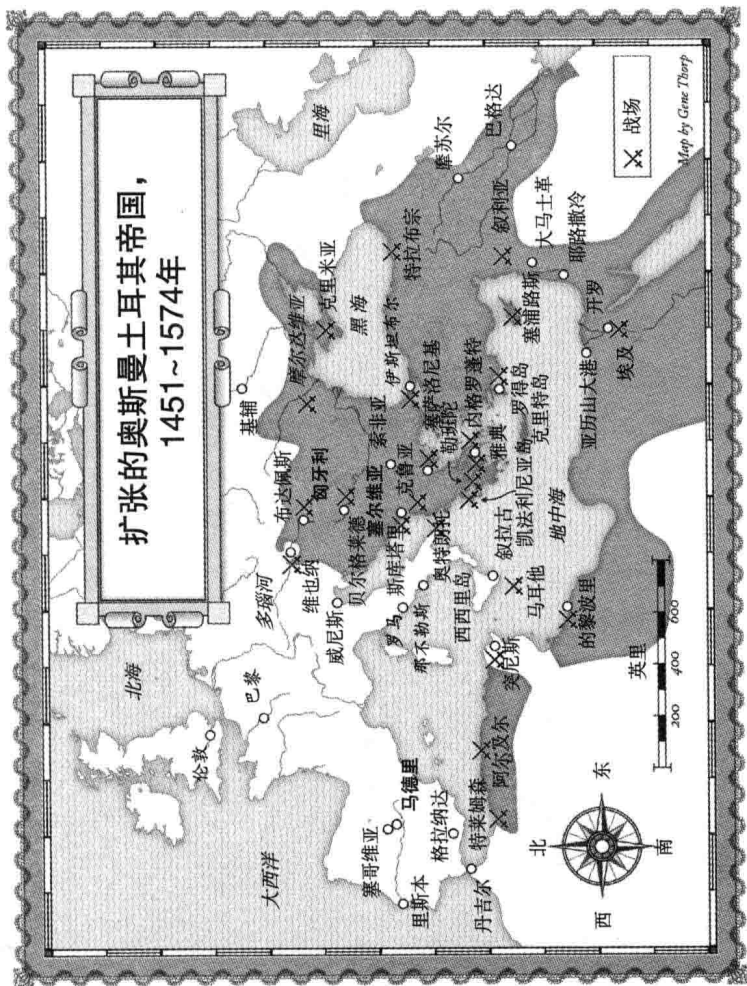 扩张的奥斯曼土耳其帝国，
1451~1574年
北海
伦敦
巴黎
大西洋
多瑙河
维也纳
布达佩斯
匈牙利
基辅
摩尔达维亚
克里米亚
里海
黑海
威尼斯
贝尔格莱德
塞尔维亚
索非亚
伊斯坦布尔
特拉布宗
摩苏尔
巴格达
罗马
斯库塔里
克鲁亚
塞萨洛尼基
那不勒斯
奥特朗托
勒班陀
内格罗蓬特
塞哥维亚
马德里
里斯本
格拉纳达
丹吉尔
特莱姆森
阿尔及尔
突尼斯
西西里岛
叙拉古
凯法利尼亚岛
雅典
罗得岛
克里特岛
塞浦路斯
叙利亚
大马士革
耶路撒冷
马耳他
地中海
的黎波里
亚历山大港
开罗
埃及
战场
北
西
东
南
200 400 600
英里
Map by Gene Thorp